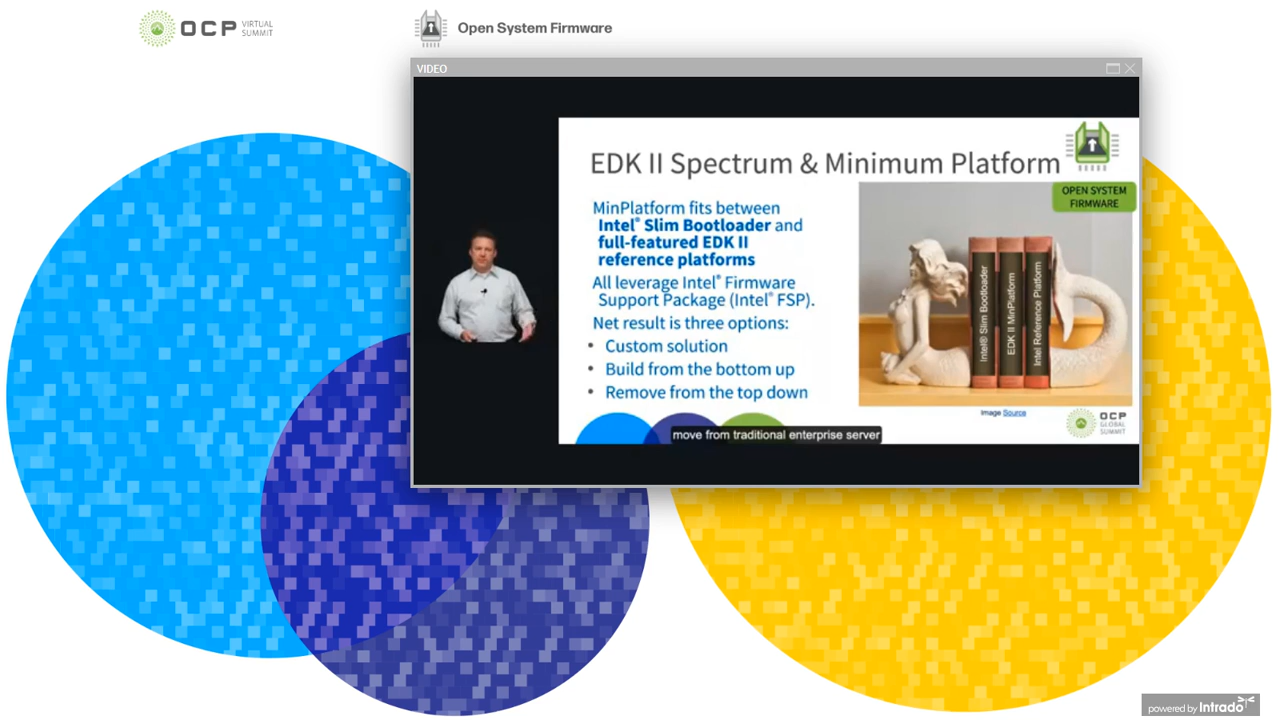 OCP VIRTUAL SUMMIT
Open System Firmware
VIDEO
EDK II Spectrum & Minimum Platform
OPEN SYSTEM
FIRMWARE
MinPlatform fits between
Intel® Slim Bootloader and
full-featured EDK II
reference platforms
All leverage Intel® Firmware
Support Package (Intel® FSP).
Net result is three options:
• Custom solution
• Build from the bottom up
• Remove from the top down
Intel® Slim Bootloader
EDK II MinPlatform
Intel Reference Platform
Image Source
OCP GLOBAL SUMMIT
move from traditional enterprise server
powered by Intrado